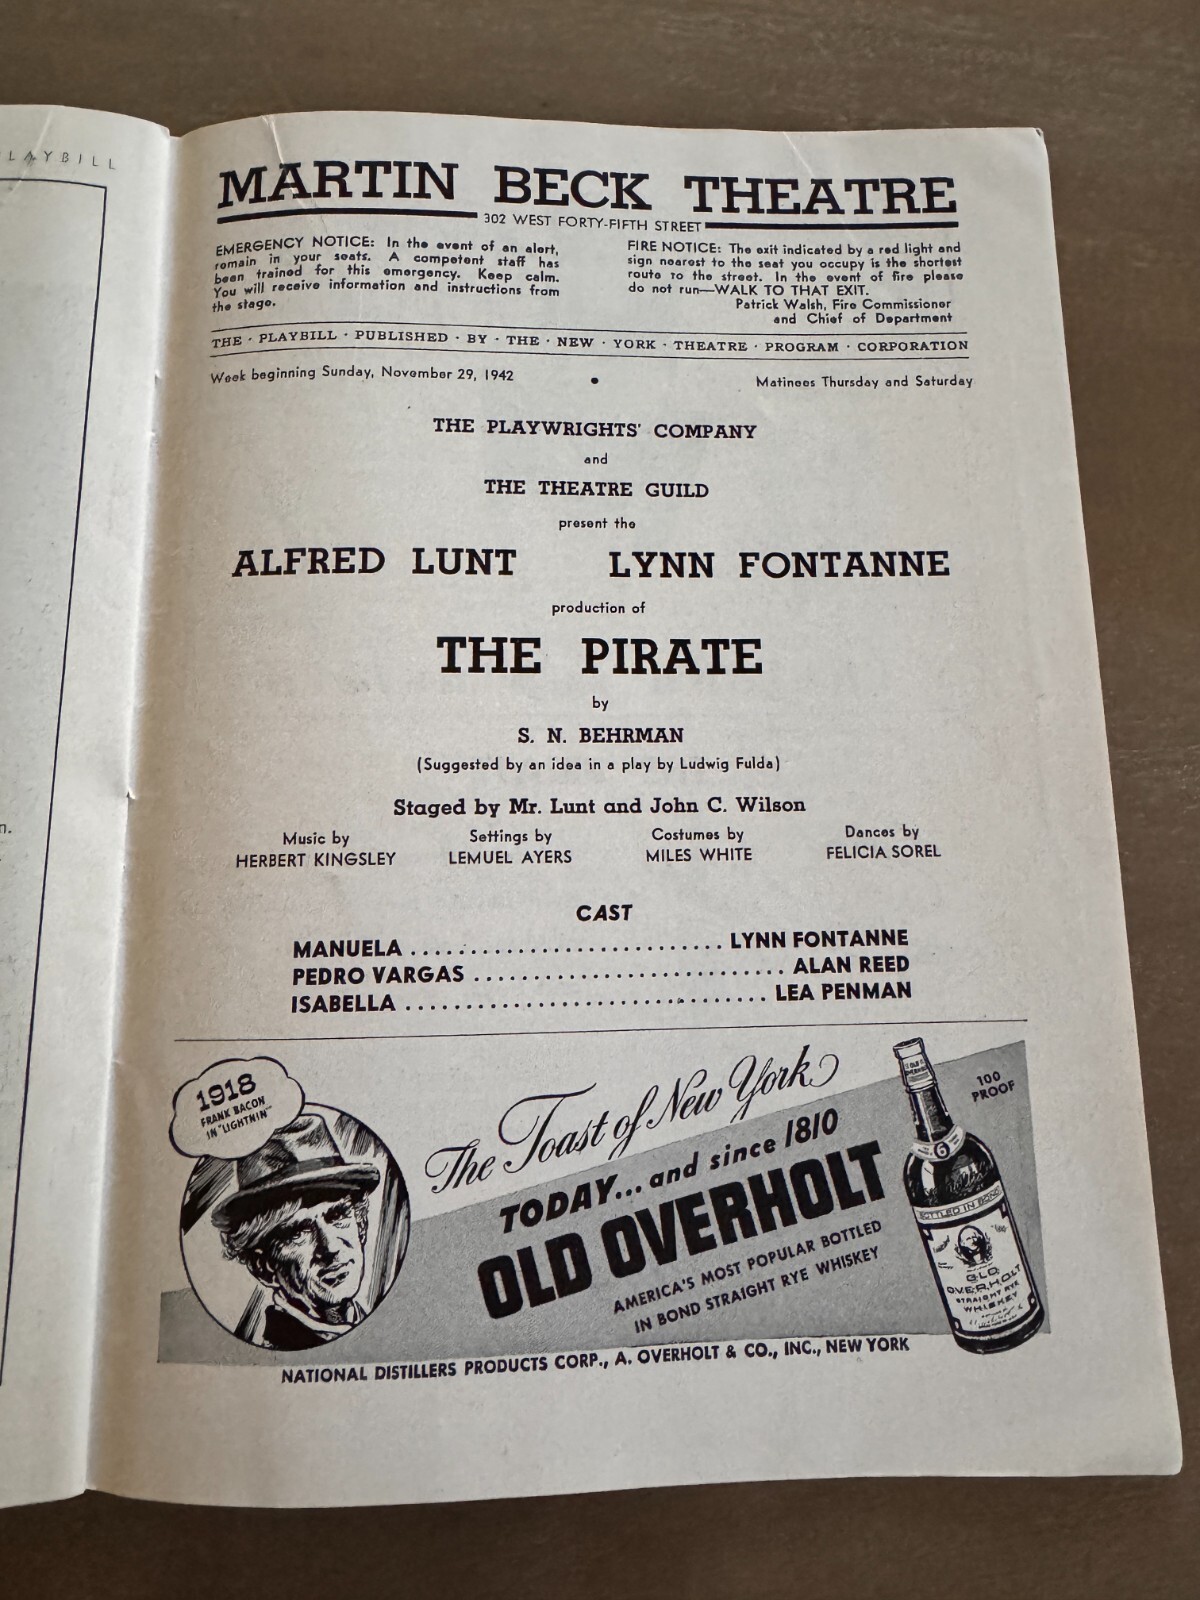 LAYBILL
MARTIN BECK THEATRE
302 WEST FORTY-FIFTH STREET
EMERGENCY NOTICE: In the event of an alert,
remain in your seats. A competent staff has
been trained for this emergency. Keep calm.
You will receive information and instructions from
the stage.
FIRE NOTICE: The exit indicated by a red light and
sign nearest to the seat you occupy is the shortest
route to the street. In the event of fire please
do not run—WALK TO THAT EXIT.
Patrick Walsh, Fire Commissioner
and Chief of Department
THE · PLAYBILL · PUBLISHED · BY · THE · NEW · YORK · THEATRE · PROGRAM · CORPORATION
Week beginning Sunday, November 29, 1942 • Matinees Thursday and Saturday
THE PLAYWRIGHTS' COMPANY
and
THE THEATRE GUILD
present the
ALFRED LUNT LYNN FONTANNE
production of
THE PIRATE
by
S. N. BEHRMAN
(Suggested by an idea in a play by Ludwig Fulda)
Staged by Mr. Lunt and John C. Wilson
Music by Settings by Costumes by Dances by
HERBERT KINGSLEY LEMUEL AYERS MILES WHITE FELICIA SOREL
CAST
MANUELA ............................ LYNN FONTANNE
PEDRO VARGAS ............................ ALAN REED
ISABELLA ................................ LEA PENMAN
1918
FRANK BACON
IN "LIGHTNIN'"
The Toast of New York
TODAY...and since 1810
OLD OVERHOLT
AMERICA'S MOST POPULAR BOTTLED
IN BOND STRAIGHT RYE WHISKEY
100
PROOF
6
BOTTLED IN BOND
OLD
OVERHOLT
STRAIGHT RYE
WHISKEY
NATIONAL DISTILLERS PRODUCTS CORP., A. OVERHOLT & CO., INC., NEW YORK